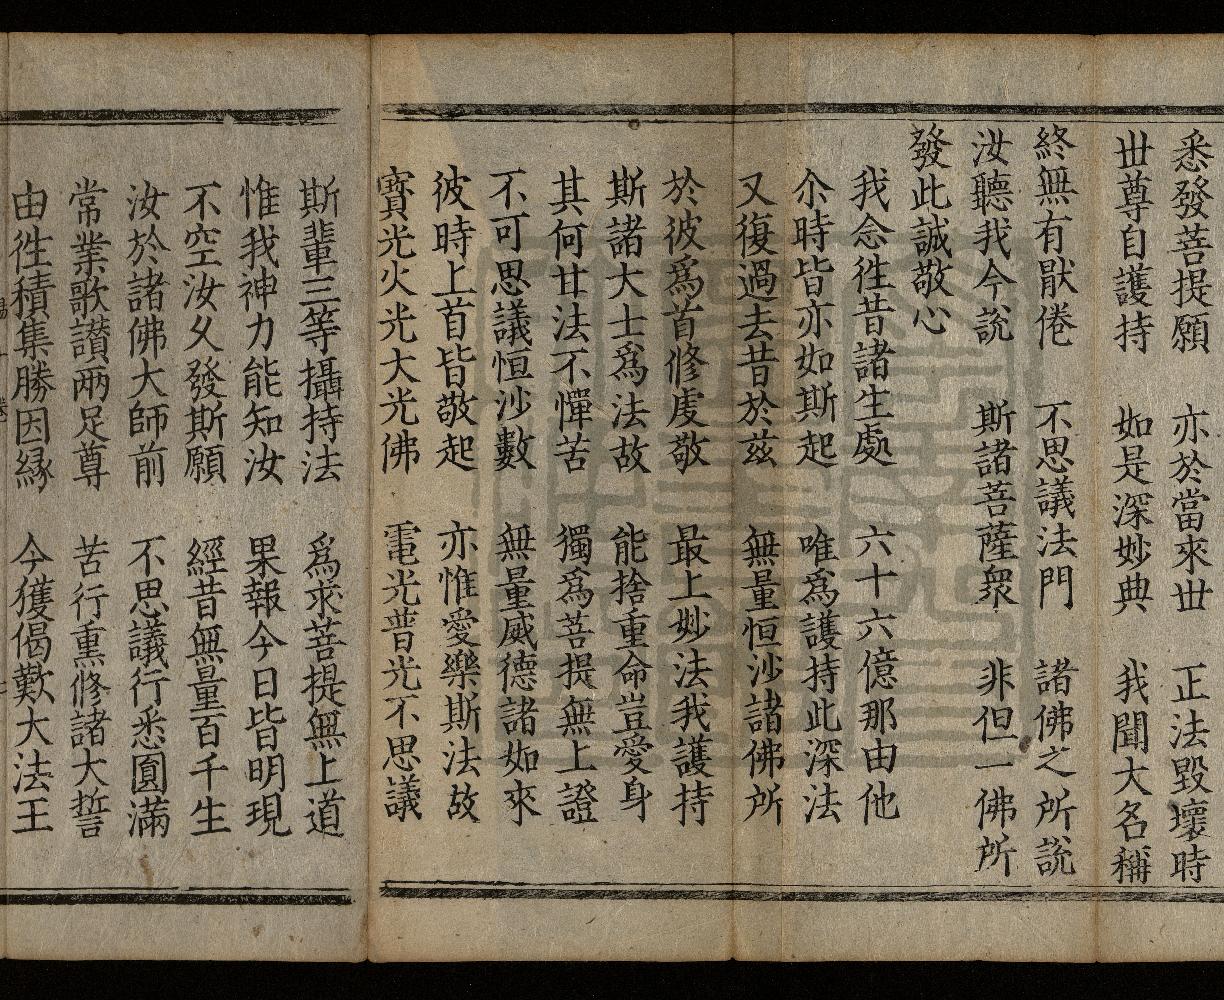 悉發菩提願　亦於當來世　正法毀壞時
世尊自護持　如是深妙典　我聞大名稱
終無有猒倦　不思議法門　諸佛之所說
汝聽我今說　斯諸菩薩衆　非但一佛所
發此誠敬心
我念徃昔諸生處　六十六億那由他
尒時皆亦如斯起　唯爲護持此深法
又復過去昔於茲　無量恒沙諸佛所
於彼爲首修虔敬　最上妙法我護持
斯諸大士爲法故　能捨重命豈愛身
其何甘法不憚苦　獨爲菩提無上證
不可思議恒沙數　無量威德諸如來
彼時上首皆敬起　亦惟愛樂斯法故
寶光火光大光佛　電光普光不思議
斯輩三等攝持法　爲求菩提無上道
惟我神力能知汝　果報今日皆明現
不空汝久發斯願　經昔無量百千生
汝於諸佛大師前　不思議行悉圓滿
常業歌讃兩足尊　苦行熏修諸大誓
由徃積集勝因縁　今獲偈歎大法王